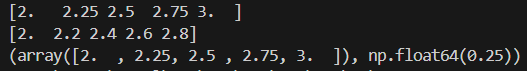 [2.   2.25 2.5  2.75 3.  ]
[2.  2.2 2.4 2.6 2.8]
(array([2.  , 2.25, 2.5 , 2.75, 3.  ]), np.float64(0.25))